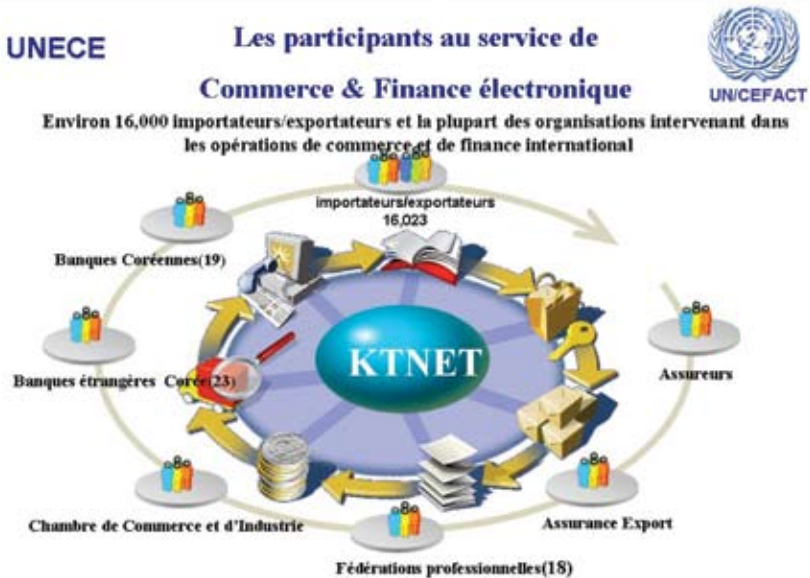 UNECE
Les participants au service de
Commerce & Finance électronique
UN/CEFACT
Environ 16,000 importateurs/exportateurs et la plupart des organisations intervenant dans
les opérations de commerce et de finance international
importateurs/exportateurs
16,023
Banques Coréennes(19)
KTNET
Banques étrangères Corée(23)
Assureurs
Chambre de Commerce et d'Industrie
Assurance Export
Fédérations professionnelles(18)